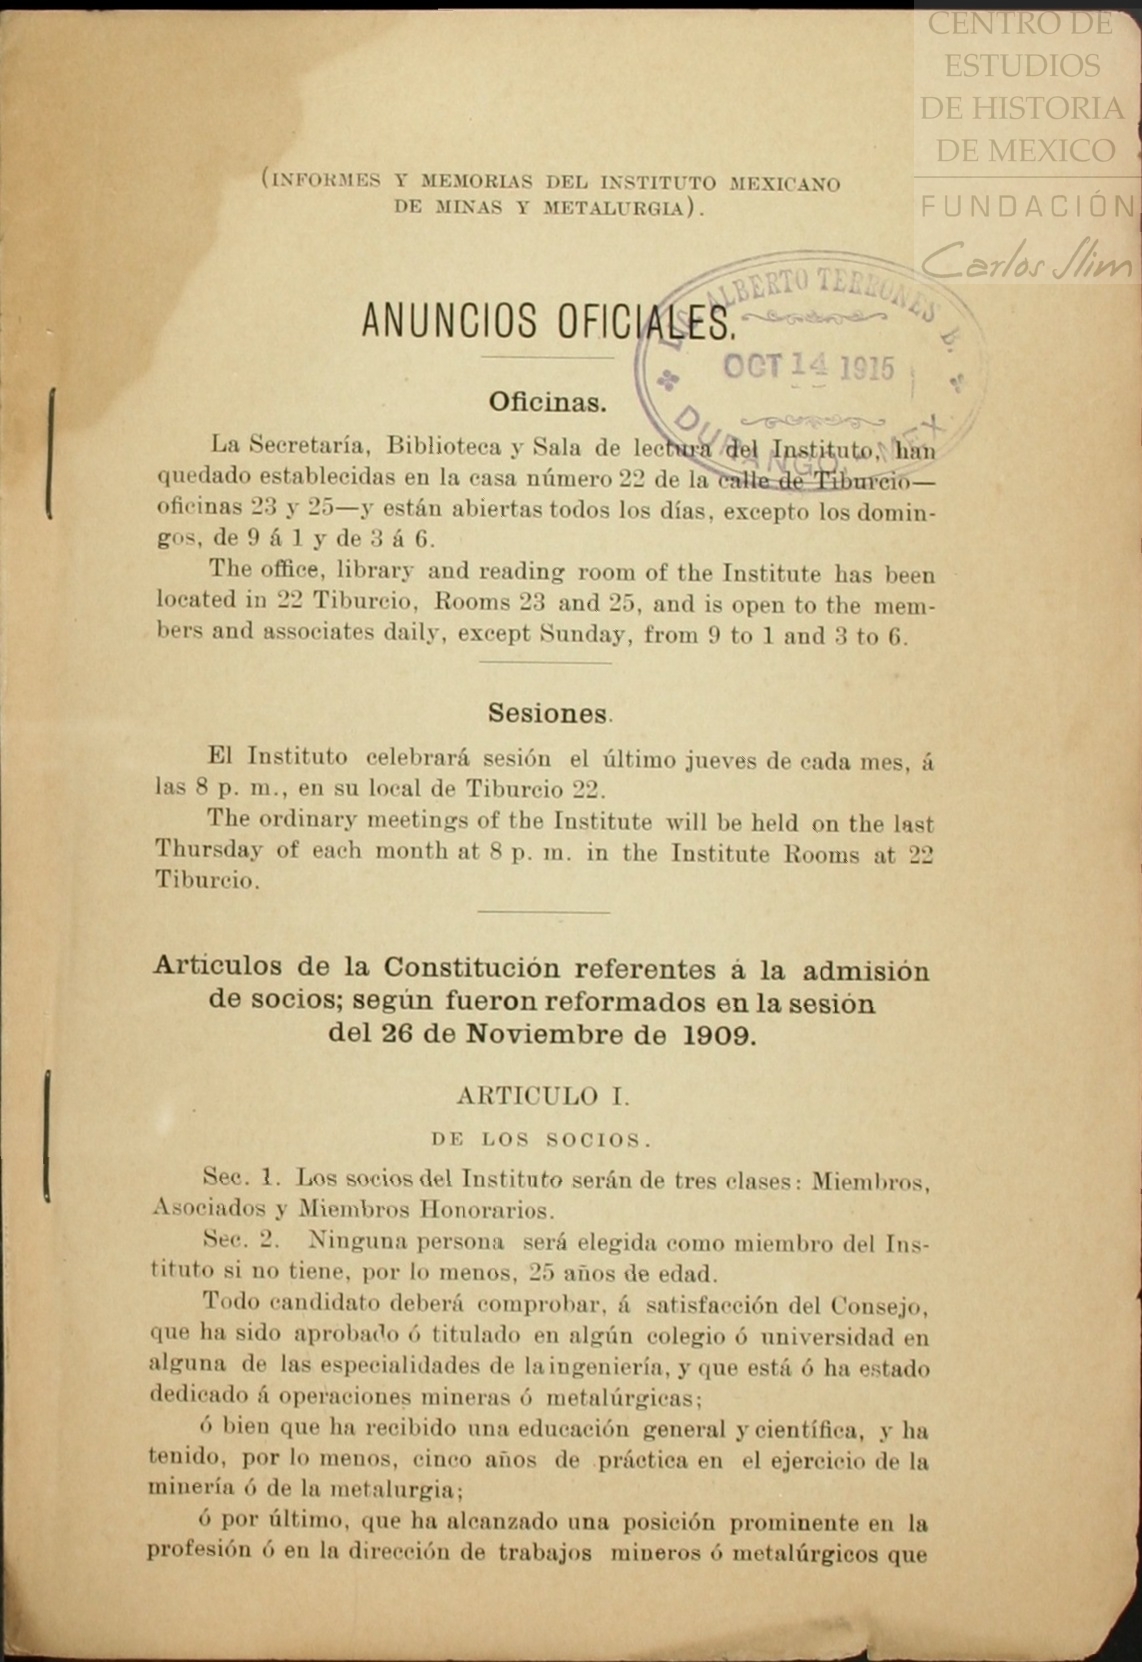 CENTRO DE
ESTUDIOS
DE HISTORIA
DE MEXICO
FUNDACIÓN
Carlos Slim
(INFORMES Y MEMORIAS DEL INSTITUTO MEXICANO
DE MINAS Y METALURGIA).
LIC. ALBERTO TERRONES B.
OCT 14 1915
DURANGO, MEX
ANUNCIOS OFICIALES.
Oficinas.
La Secretaría, Biblioteca y Sala de lectura del Instituto, han
quedado establecidas en la casa número 22 de la calle de Tiburcio—
oficinas 23 y 25—y están abiertas todos los días, excepto los domin-
gos, de 9 á 1 y de 3 á 6.
The office, library and reading room of the Institute has been
located in 22 Tiburcio, Rooms 23 and 25, and is open to the mem-
bers and associates daily, except Sunday, from 9 to 1 and 3 to 6.
Sesiones.
El Instituto celebrará sesión el último jueves de cada mes, á
las 8 p. m., en su local de Tiburcio 22.
The ordinary meetings of the Institute will be held on the last
Thursday of each month at 8 p. m. in the Institute Rooms at 22
Tiburcio.
Artículos de la Constitución referentes á la admisión
de socios; según fueron reformados en la sesión
del 26 de Noviembre de 1909.
ARTICULO I.
DE LOS SOCIOS.
Sec. 1. Los socios del Instituto serán de tres clases: Miembros,
Asociados y Miembros Honorarios.
Sec. 2. Ninguna persona será elegida como miembro del Ins-
tituto si no tiene, por lo menos, 25 años de edad.
Todo candidato deberá comprobar, á satisfacción del Consejo,
que ha sido aprobado ó titulado en algún colegio ó universidad en
alguna de las especialidades de la ingeniería, y que está ó ha estado
dedicado á operaciones mineras ó metalúrgicas;
ó bien que ha recibido una educación general y científica, y ha
tenido, por lo menos, cinco años de práctica en el ejercicio de la
minería ó de la metalurgia;
ó por último, que ha alcanzado una posición prominente en la
profesión ó en la dirección de trabajos mineros ó metalúrgicos que